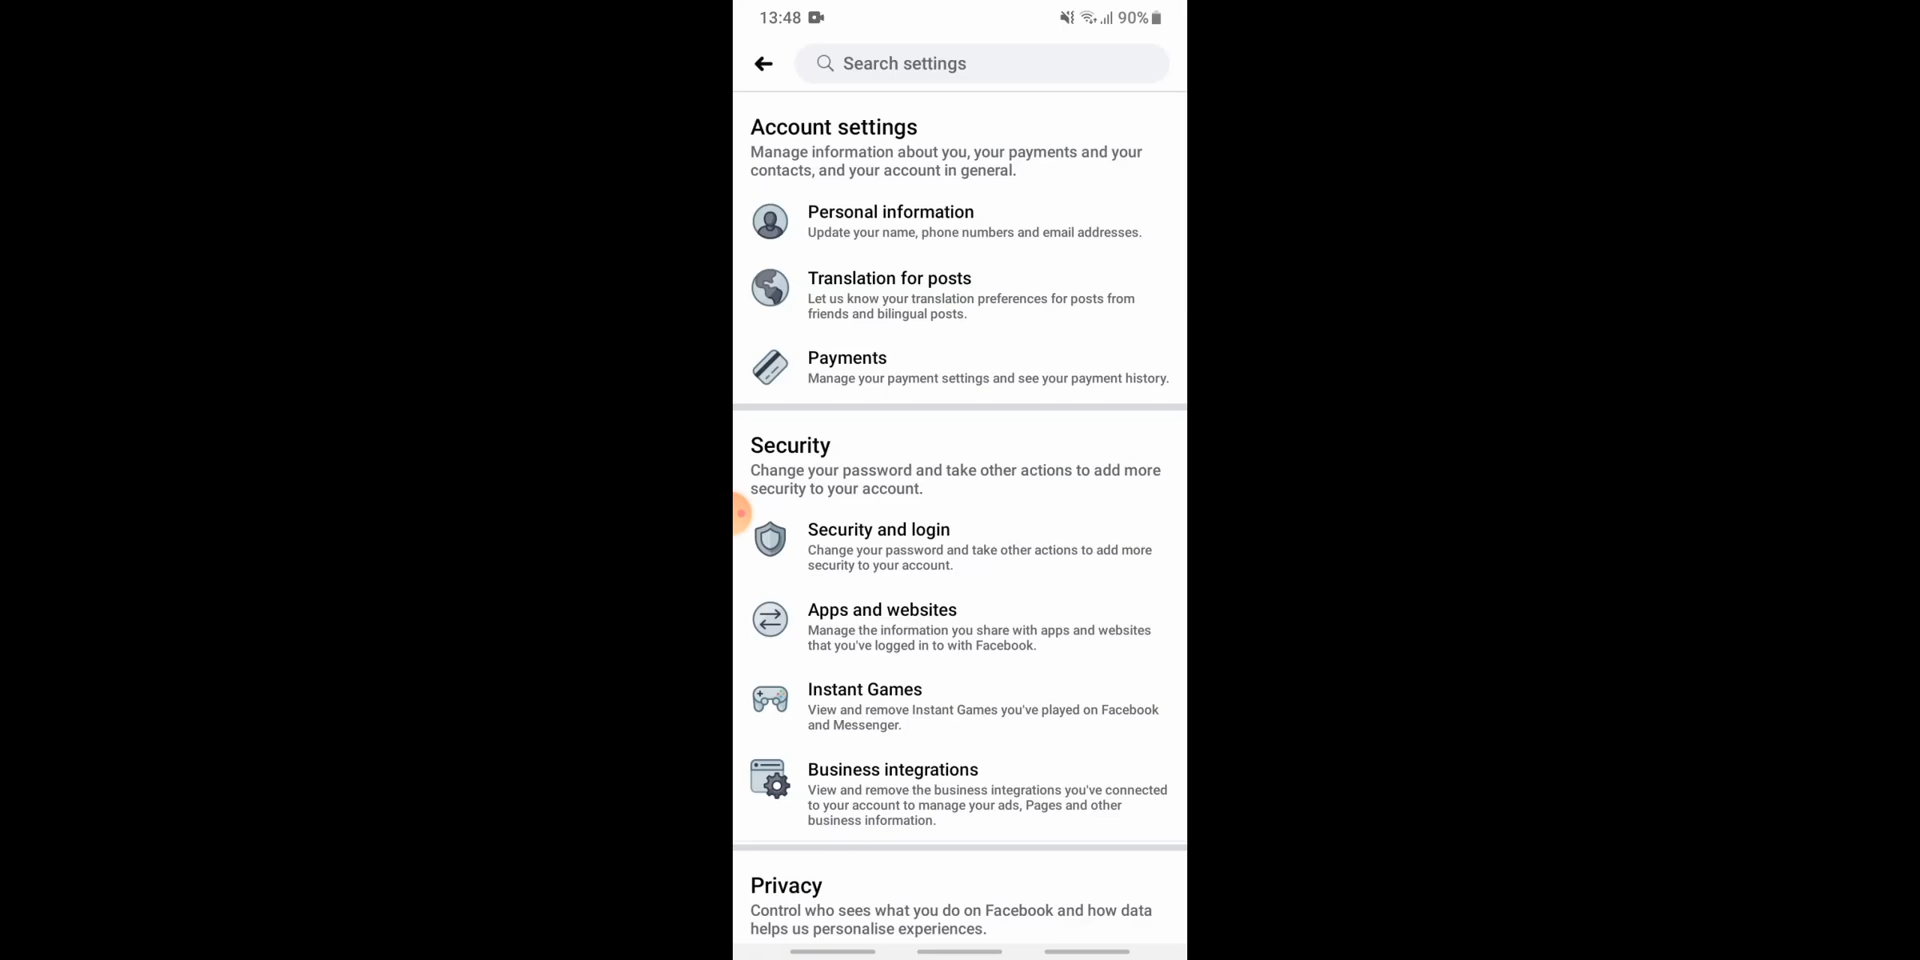 13:48
90%
Search settings
Account settings
Manage information about you, your payments and your
contacts, and your account in general.
Personal information
Update your name, phone numbers and email addresses.
Translation for posts
Let us know your translation preferences for posts from
friends and bilingual posts.
Payments
Manage your payment settings and see your payment history.
Security
Change your password and take other actions to add more
security to your account.
Security and login
Change your password and take other actions to add more
security to your account.
Apps and websites
Manage the information you share with apps and websites
that you've logged in to with Facebook.
Instant Games
View and remove Instant Games you've played on Facebook
and Messenger.
Business integrations
View and remove the business integrations you've connected
to your account to manage your ads, Pages and other
business information.
Privacy
Control who sees what you do on Facebook and how data
helps us personalise experiences.